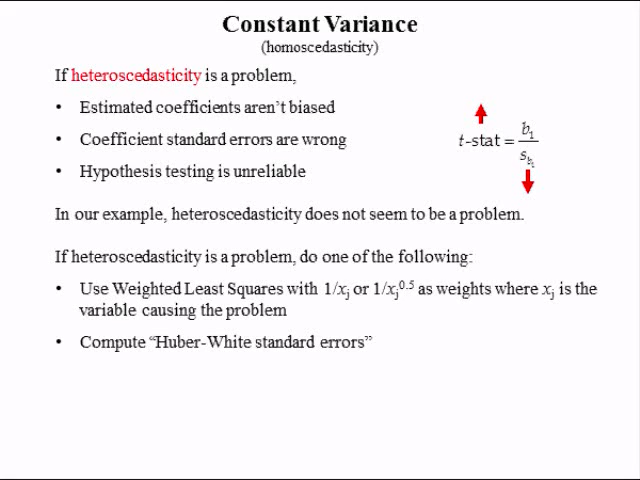 Constant Variance
(homoscedasticity)
If heteroscedasticity is a problem,
• Estimated coefficients aren't biased
• Coefficient standard errors are wrong
• Hypothesis testing is unreliable
t-stat = b₁ / s_b₁
In our example, heteroscedasticity does not seem to be a problem.
If heteroscedasticity is a problem, do one of the following:
• Use Weighted Least Squares with 1/xⱼ or 1/xⱼ^0.5 as weights where xⱼ is the
variable causing the problem
• Compute “Huber-White standard errors”